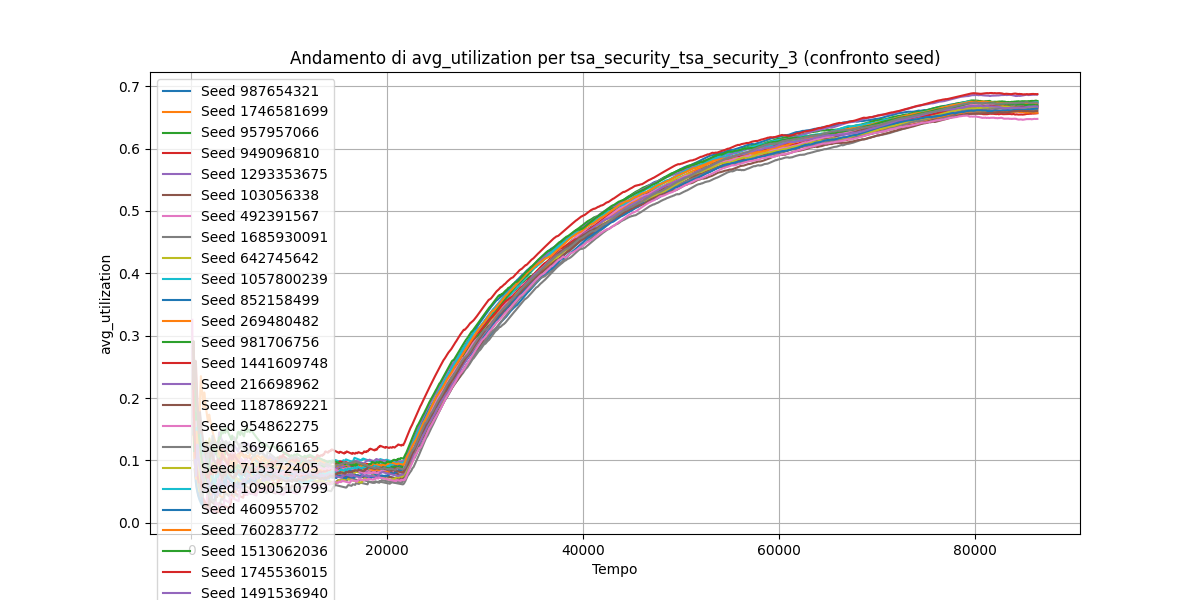 Andamento di avg_utilization per tsa_security_tsa_security_3 (confronto seed)
avg_utilization
0.7
0.6
0.5
0.4
0.3
0.2
0.1
0.0
Seed 987654321
Seed 1746581699
Seed 957957066
Seed 949096810
Seed 1293353675
Seed 103056338
Seed 492391567
Seed 1685930091
Seed 642745642
Seed 1057800239
Seed 852158499
Seed 269480482
Seed 981706756
Seed 1441609748
Seed 216698962
Seed 1187869221
Seed 954862275
Seed 369766165
Seed 715372405
Seed 1090510799
Seed 460955702
Seed 760283772
Seed 1513062036
Seed 1745536015
Seed 1491536940
0 20000 40000 60000 80000
Tempo